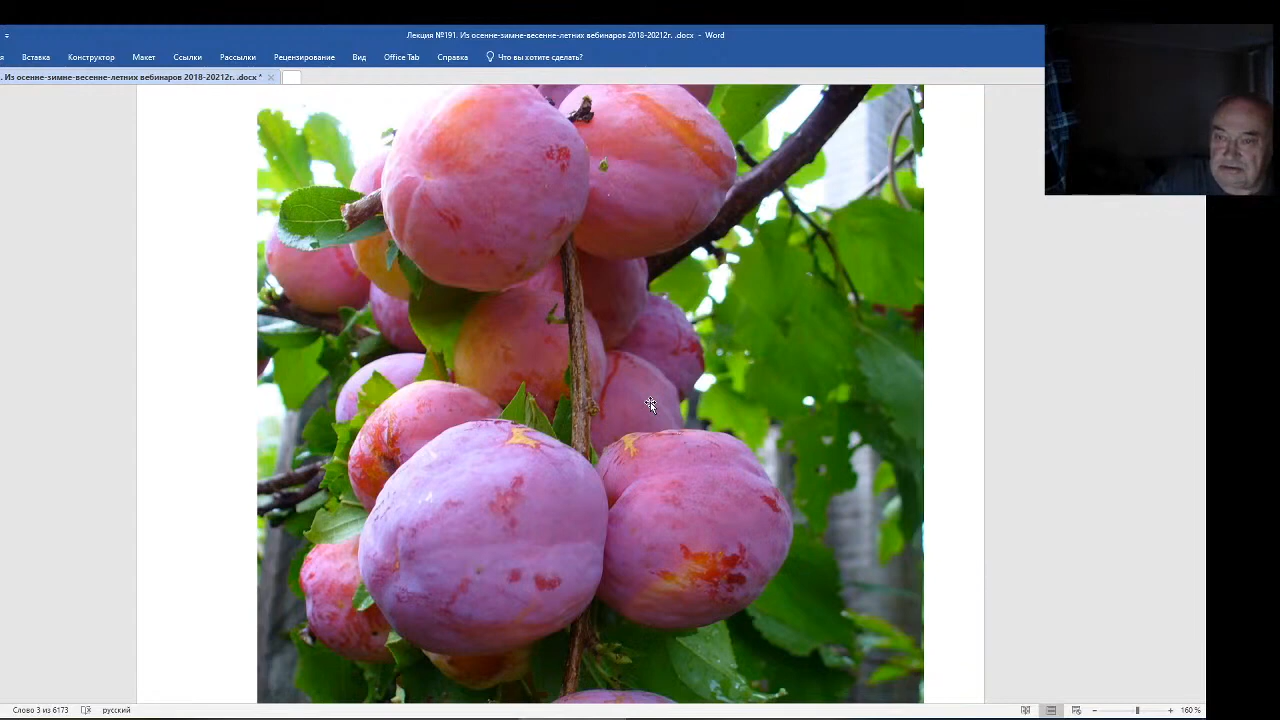 Лекция №191. Из осенне-зимне-весенне-летних вебинаров 2018-20212г. .docx - Word
Вставка Конструктор Макет Ссылки Рассылки Рецензирование Вид Office Tab Справка Что вы хотите сделать?
. Из осенне-зимне-весенне-летних вебинаров 2018-20212г. .docx *
Слово 3 из 6173 русский 160 %